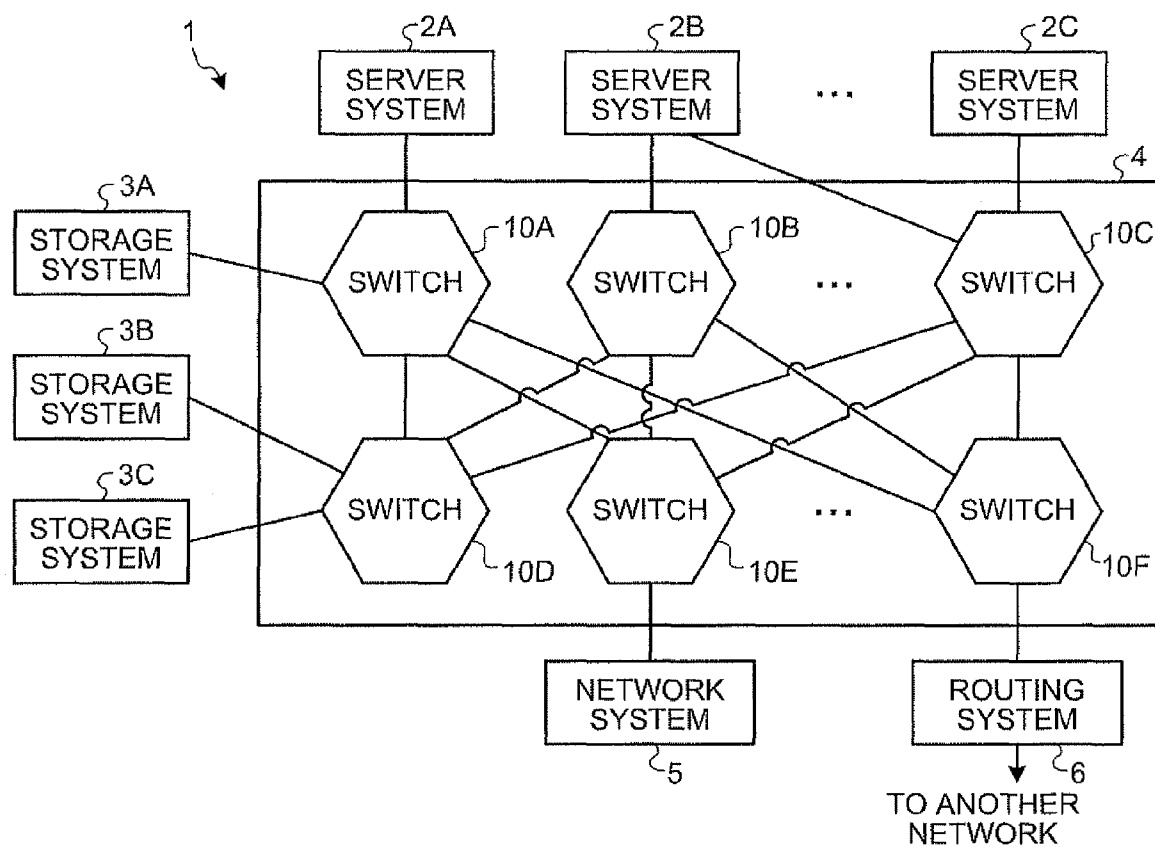 1
2A
2B
2C
SERVER
SYSTEM
SERVER
SYSTEM
...
SERVER
SYSTEM
4
3A
STORAGE
SYSTEM
10A
SWITCH
10B
SWITCH
...
10C
SWITCH
3B
STORAGE
SYSTEM
3C
STORAGE
SYSTEM
SWITCH
10D
SWITCH
10E
...
SWITCH
10F
NETWORK
SYSTEM
5
ROUTING
SYSTEM
6
TO ANOTHER
NETWORK